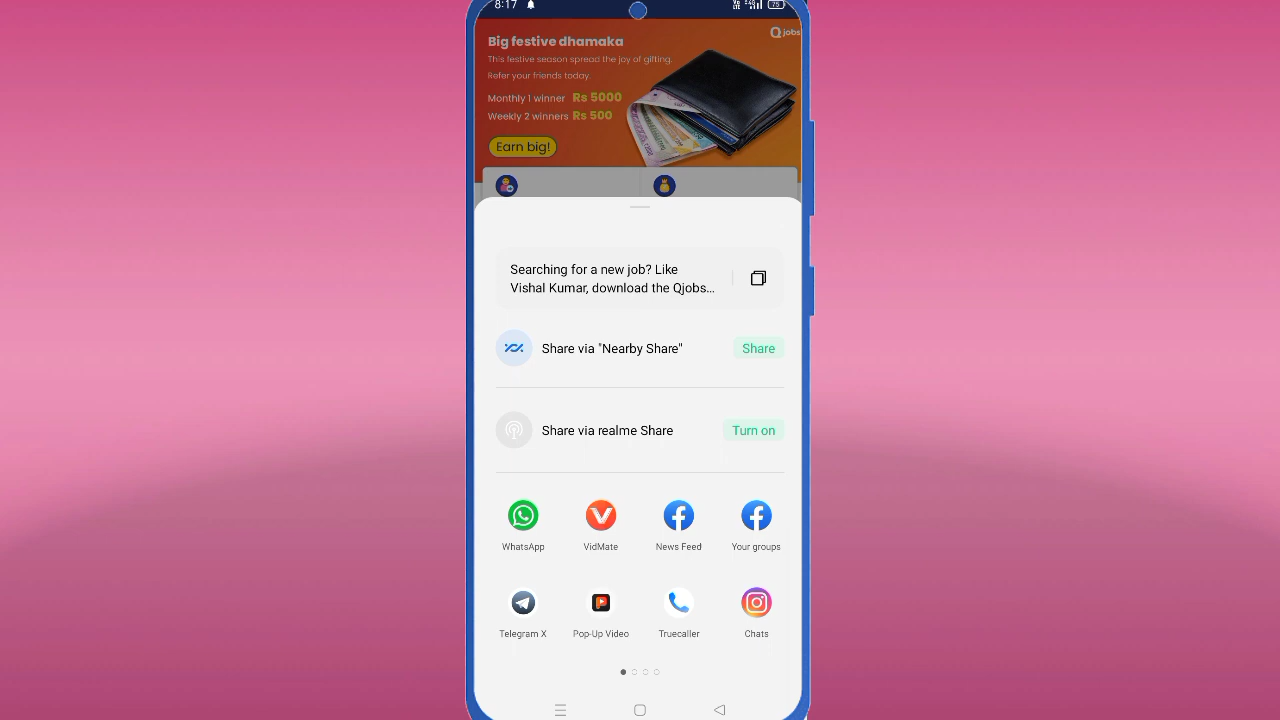 8:17
75
Qjobs
Big festive dhamaka
This festive season spread the joy of gifting.
Refer your friends today.
Monthly 1 winner Rs 5000
Weekly 2 winners Rs 500
Earn big!
Searching for a new job? Like
Vishal Kumar, download the Qjobs...
Share via "Nearby Share" Share
Share via realme Share Turn on
WhatsApp VidMate News Feed Your groups
Telegram X Pop-Up Video Truecaller Chats